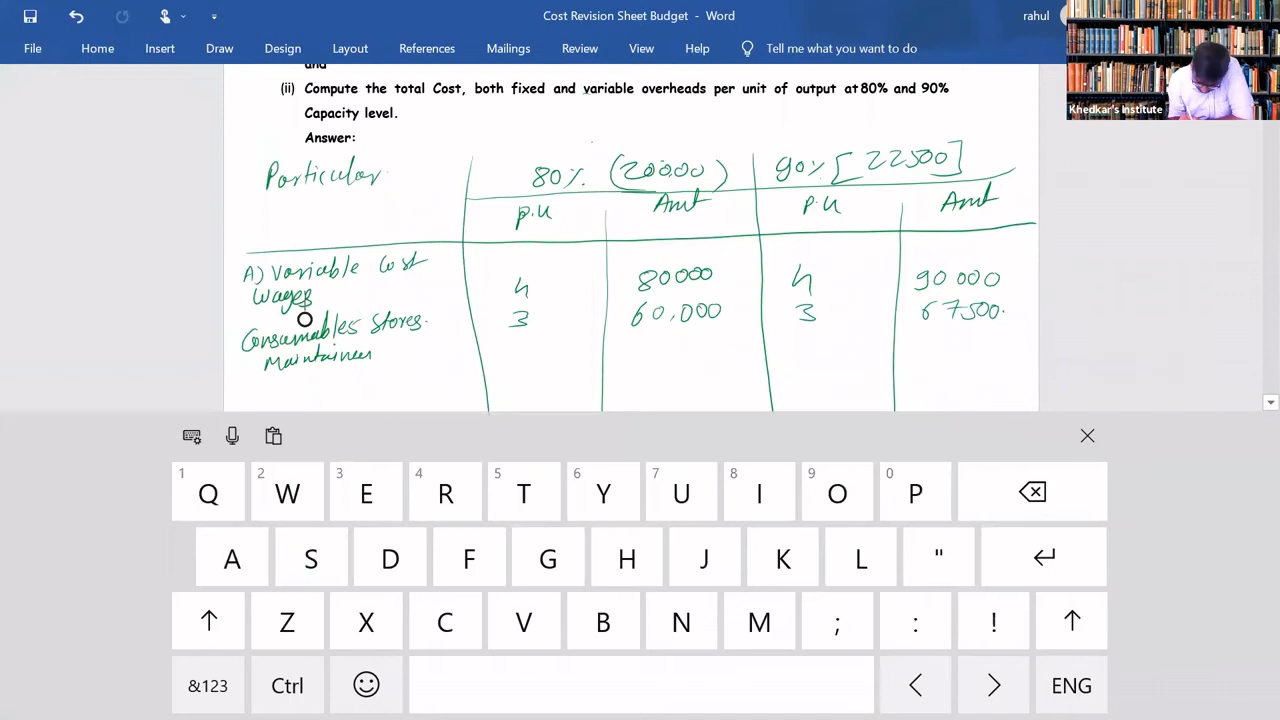 Cost Revision Sheet Budget - Word
rahul
File Home Insert Draw Design Layout References Mailings Review View Help Tell me what you want to do
Khedkar's Institute
and
(ii) Compute the total Cost, both fixed and variable overheads per unit of output at 80% and 90%
Capacity level.
Answer:
Particular 80% (20000) 90% [22500]
P.U Amt P.U Amt
A) Variable Cost
Wages 4 80000 4 90000
Consumables Stores. 3 60,000 3 67500.
&123 Ctrl ENG
1 2 3 4 5 6 7 8 9 0
Q W E R T Y U I O P
A S D F G H J K L "
Z X C V B N M ; : !